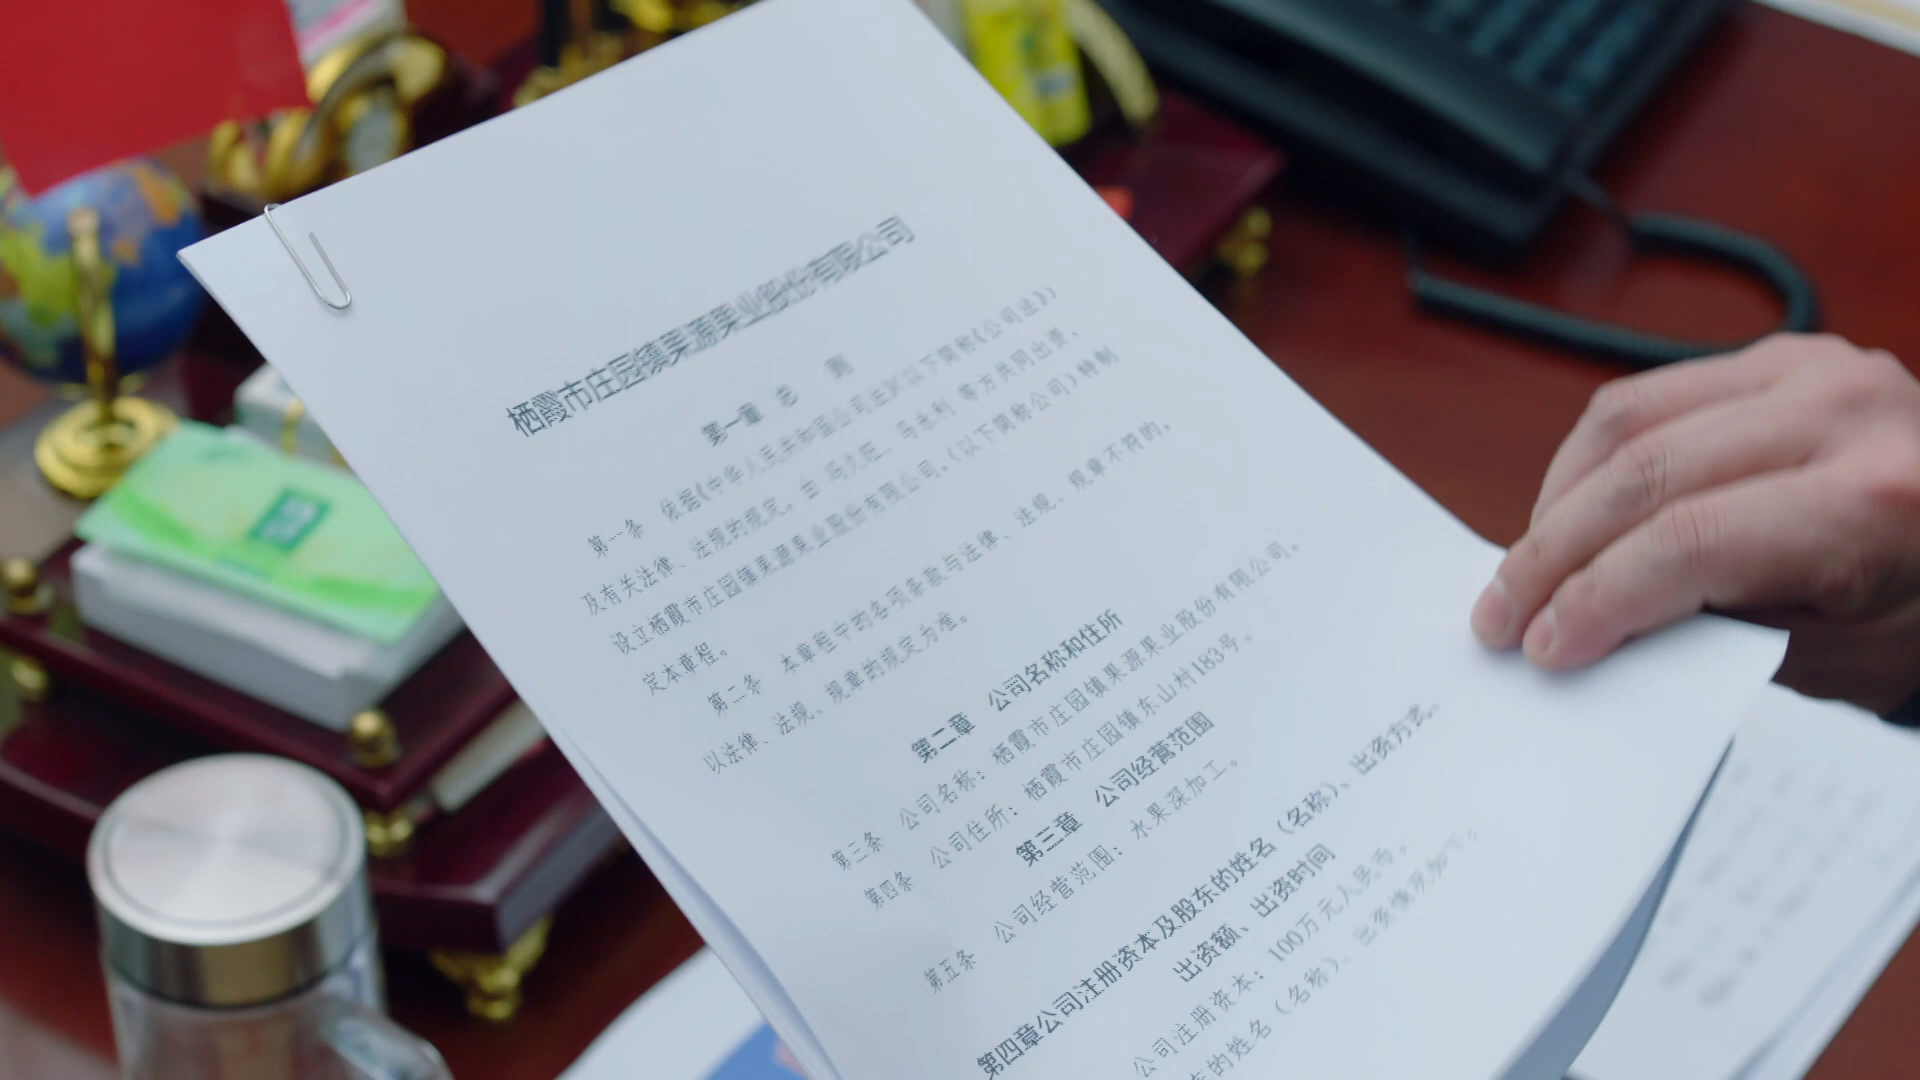 栖霞市庄园镇果源果业股份有限公司
第一章 总 则
第一条 依据《中华人民共和国公司法》(以下简称《公司法》)
及有关法律、法规的规定。由 马永旺、马永利 等方共同出资,
设立栖霞市庄园镇果源果业股份有限公司,(以下简称公司)特制
定本章程。
第二条 本章程中的各项条款与法律、法规、规章不符的,
以法律、法规、规章的规定为准。
第二章 公司名称和住所
第三条 公司名称:栖霞市庄园镇果源果业股份有限公司。
第四条 公司住所:栖霞市庄园镇东山村183号。
第三章 公司经营范围
第五条 公司经营范围:水果深加工。
第四章公司注册资本及股东的姓名(名称)、出资方式、
出资额、出资时间
公司注册资本:100万元人民币。
东的姓名(名称)、出资情况如下: